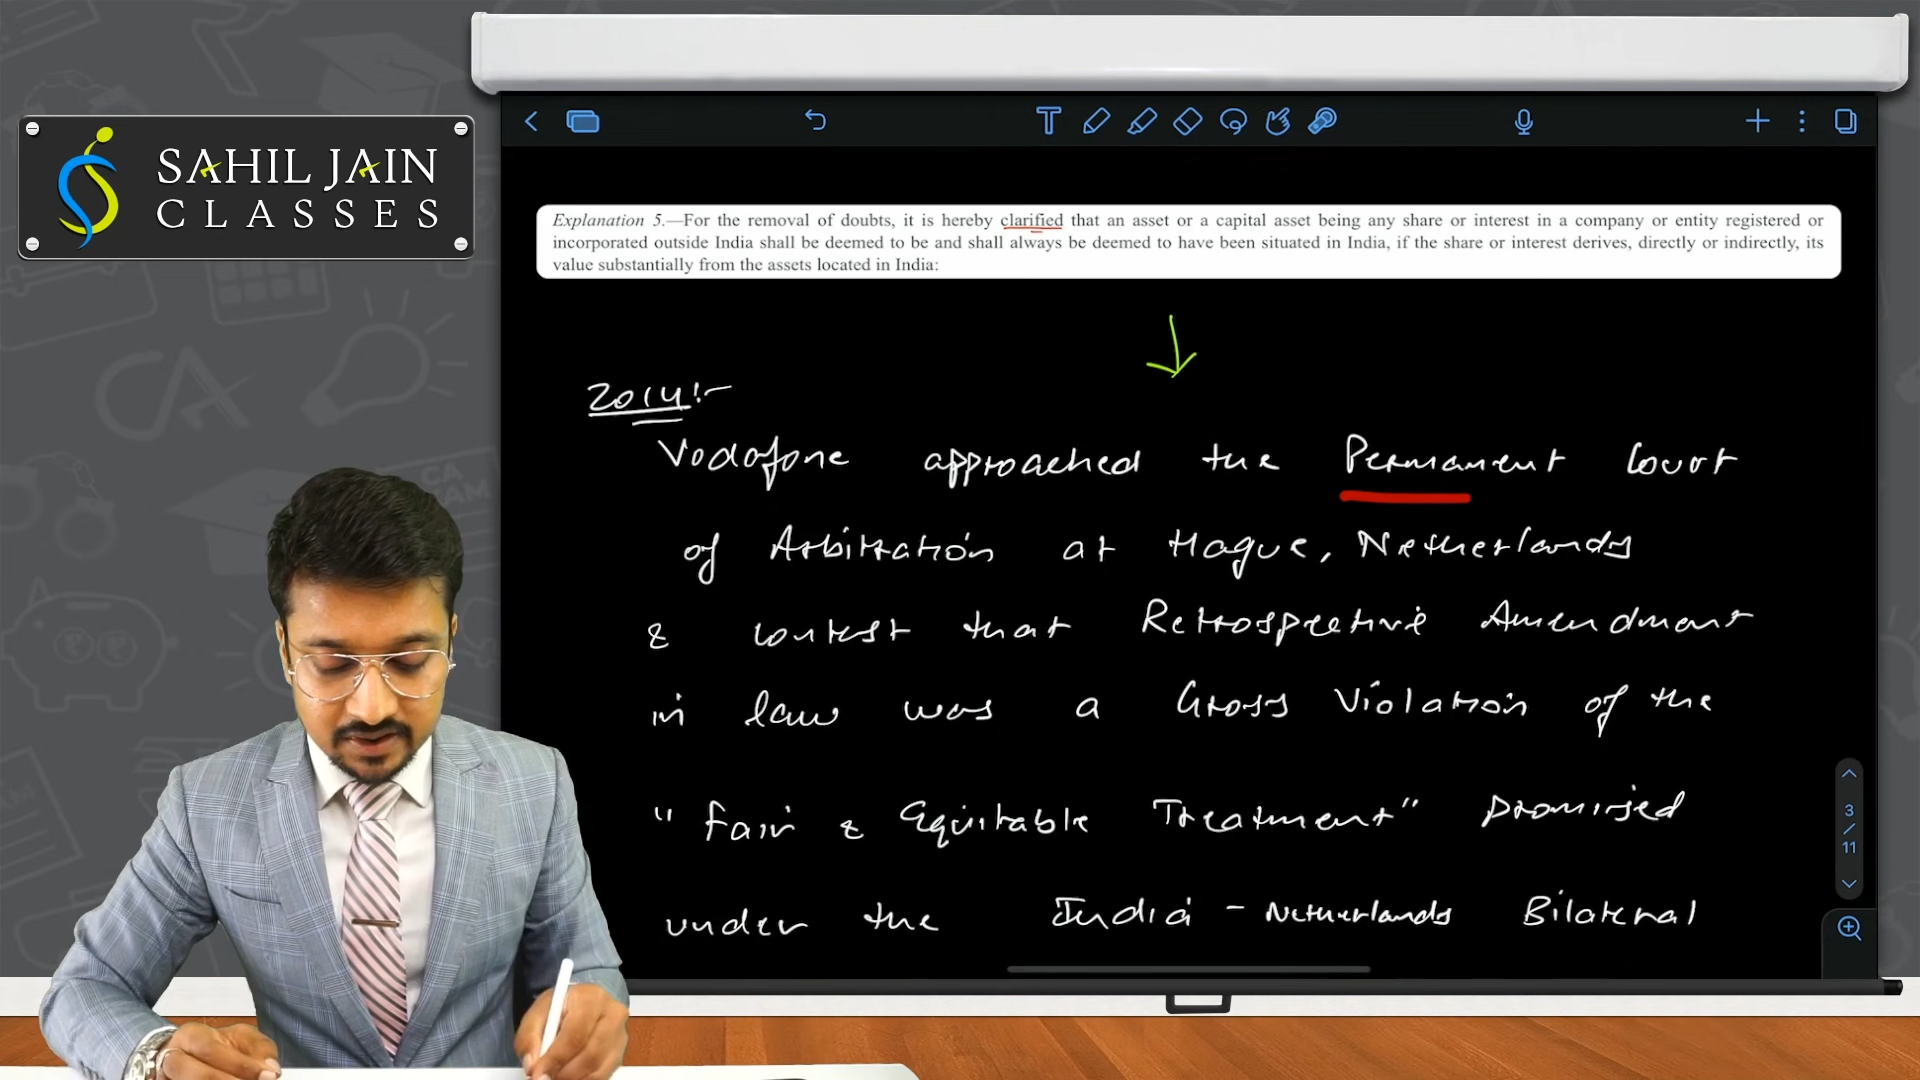 SAHIL JAIN
CLASSES
Explanation 5.—For the removal of doubts, it is hereby clarified that an asset or a capital asset being any share or interest in a company or entity registered or
incorporated outside India shall be deemed to be and shall always be deemed to have been situated in India, if the share or interest derives, directly or indirectly, its
value substantially from the assets located in India:
2014:-
Vodafone approached the Permanent Court
of Arbitration at Hague, Netherlands
& contest that Retrospective Amendment
in law was a Gross Violation of the
"Fair & Equitable Treatment" promised
under the India - Netherlands Bilateral
3
/
11